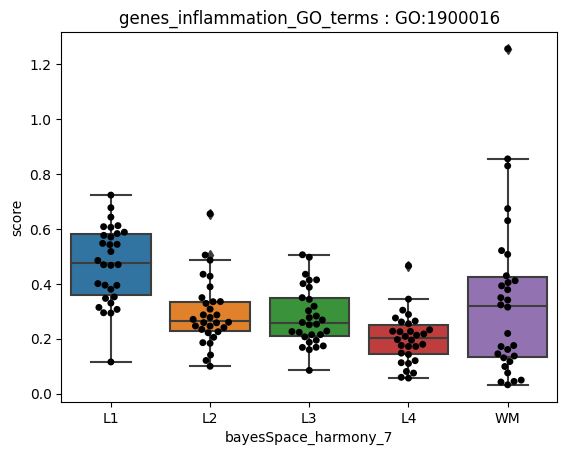 genes_inflammation_GO_terms : GO:1900016
score
1.2
1.0
0.8
0.6
0.4
0.2
0.0
L1 L2 L3 L4 WM
bayesSpace_harmony_7